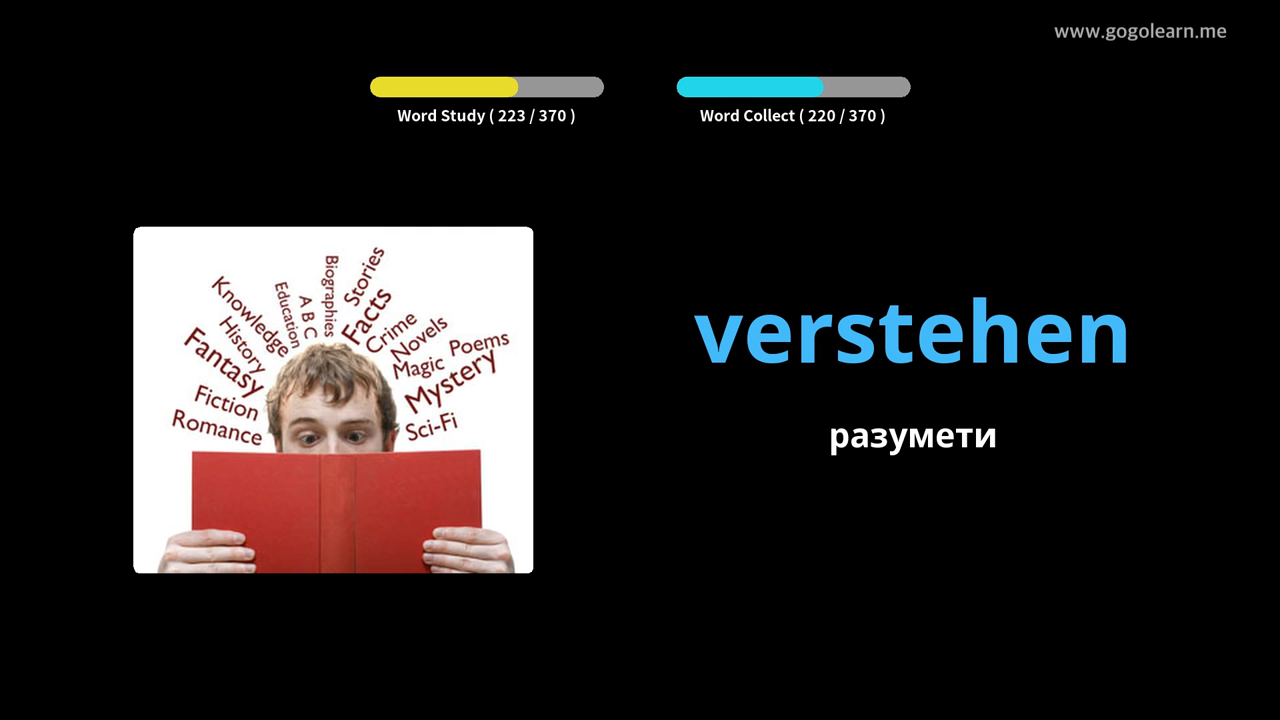 www.gogolearn.me
Word Study ( 223 / 370 )
Word Collect ( 220 / 370 )
Knowledge
Education
A B C
Biographies
Stories
Facts
Crime
Novels
Poems
Magic
Mystery
Sci-Fi
History
Fantasy
Fiction
Romance
verstehen
разумети